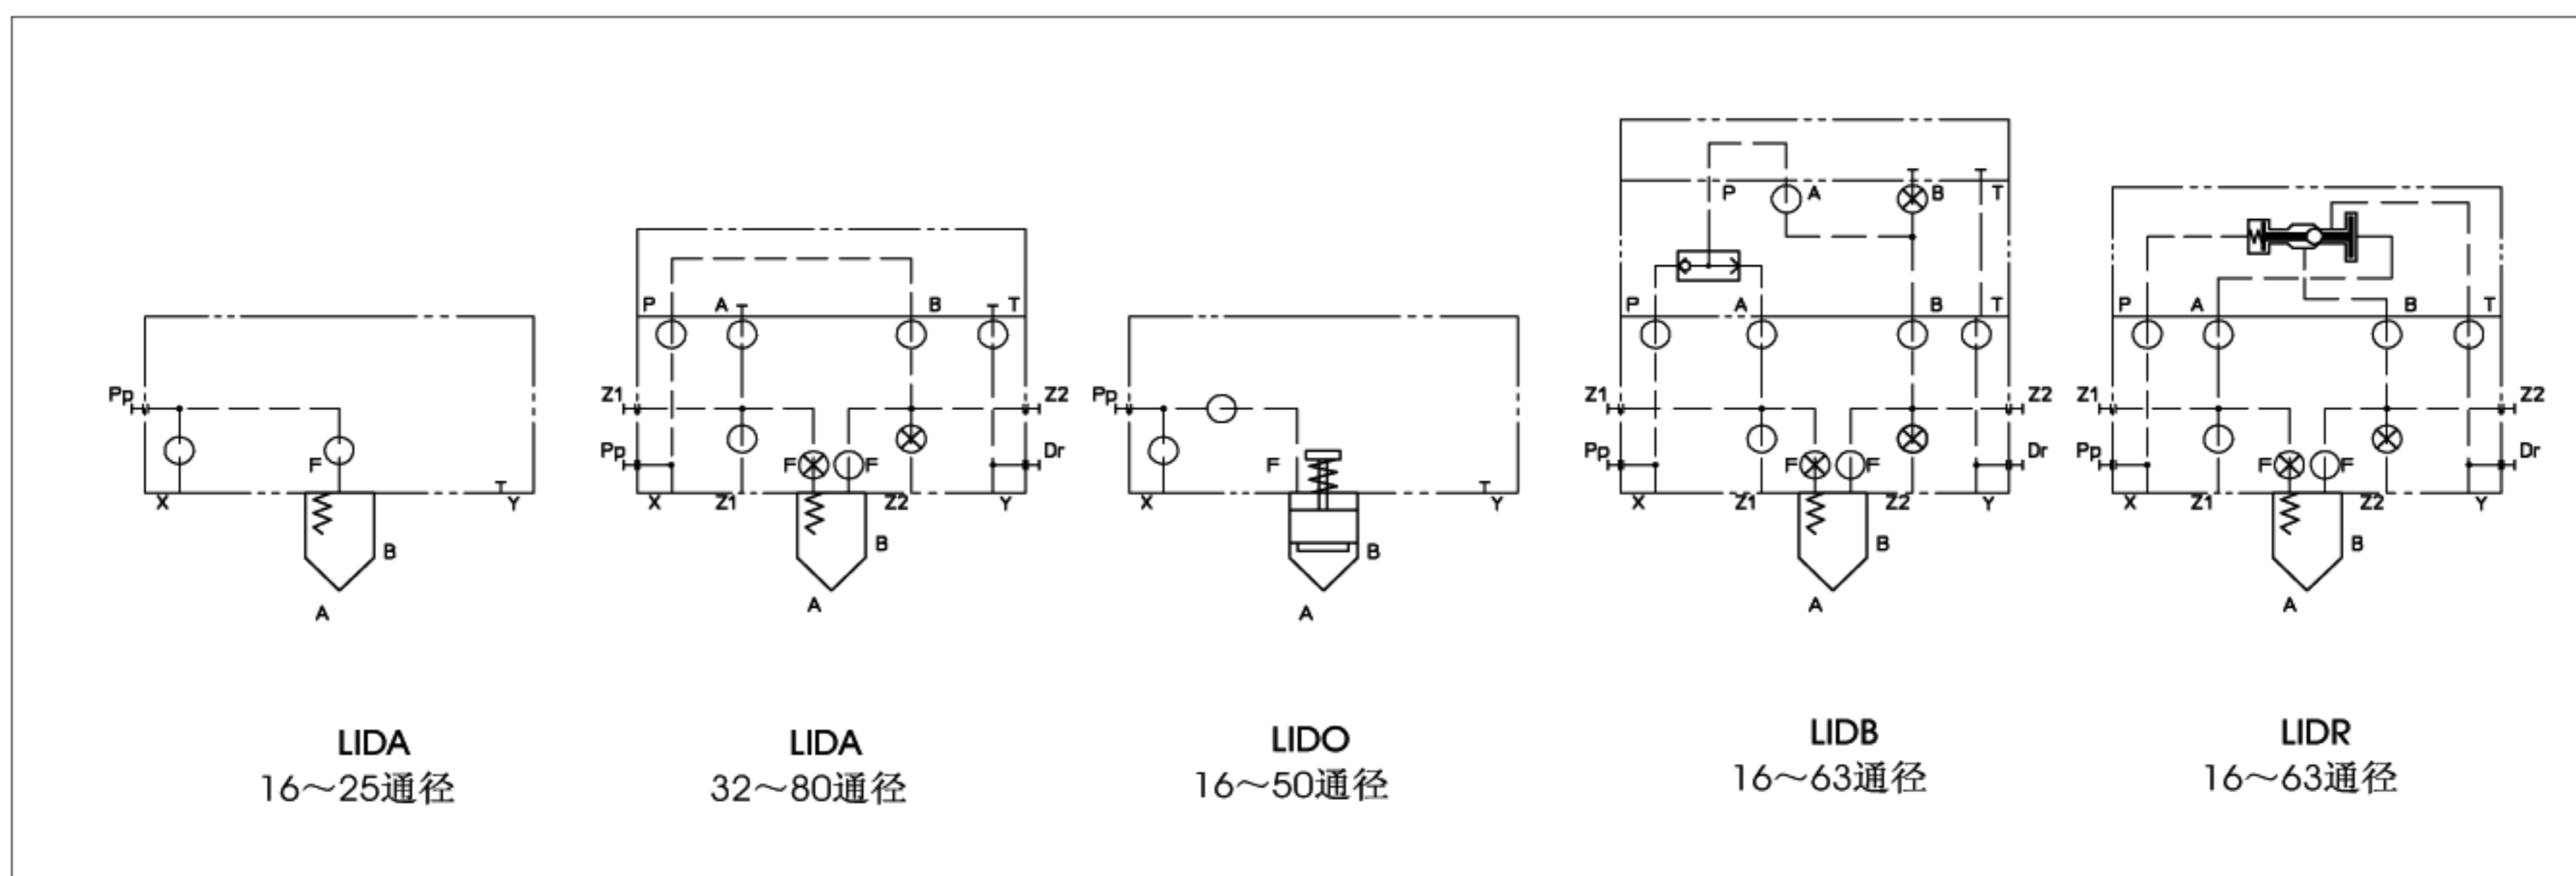 Pp
F
X
T
Y
B
A
LIDA
16～25通径
P
A
T
B
T
Z1
Z2
Pp
Dr
F
F
X
Z1
Z2
Y
B
A
LIDA
32～80通径
Pp
F
X
T
Y
B
A
LIDO
16～50通径
T
T
P
A
B
T
P
A
B
T
Z1
Z2
Pp
Dr
F
F
X
Z1
Z2
Y
B
A
LIDB
16～63通径
P
A
B
T
Z1
Z2
Pp
Dr
F
F
X
Z1
Z2
Y
B
A
LIDR
16～63通径